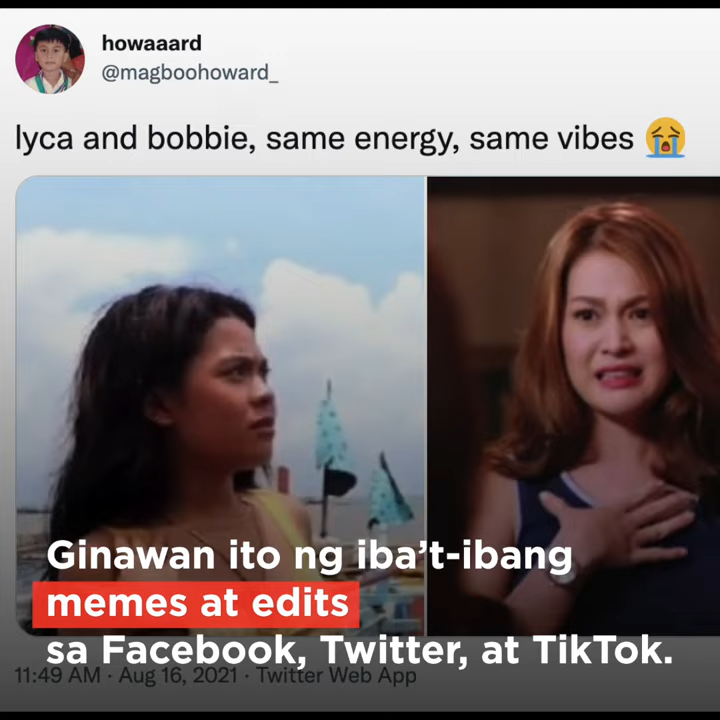 howaaard
@magboohoward_
lyca and bobbie, same energy, same vibes 😭
Ginawan ito ng iba’t-ibang
memes at edits
sa Facebook, Twitter, at TikTok.
11:49 AM · Aug 16, 2021 · Twitter Web App